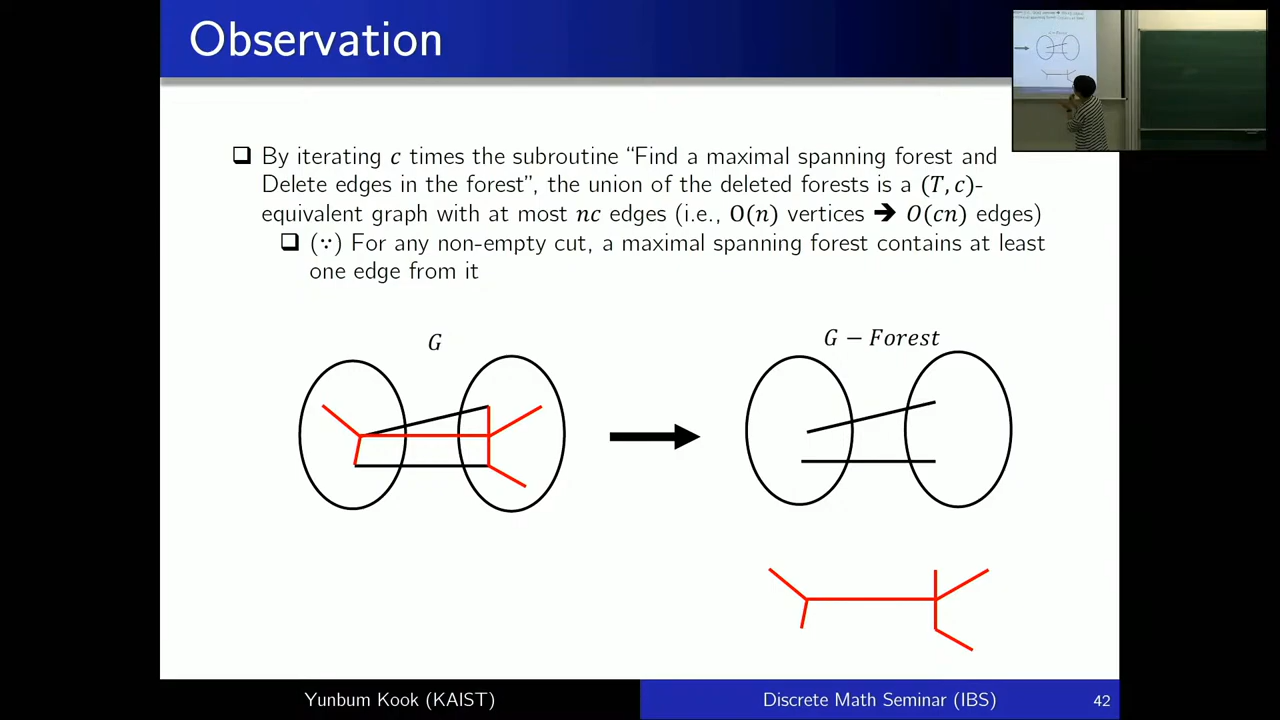 Observation
❑ By iterating c times the subroutine “Find a maximal spanning forest and
Delete edges in the forest”, the union of the deleted forests is a (T, c)-
equivalent graph with at most nc edges (i.e., O(n) vertices ➔ O(cn) edges)
❑ (∵) For any non-empty cut, a maximal spanning forest contains at least
one edge from it
G
G − Forest
Yunbum Kook (KAIST)
Discrete Math Seminar (IBS)
42